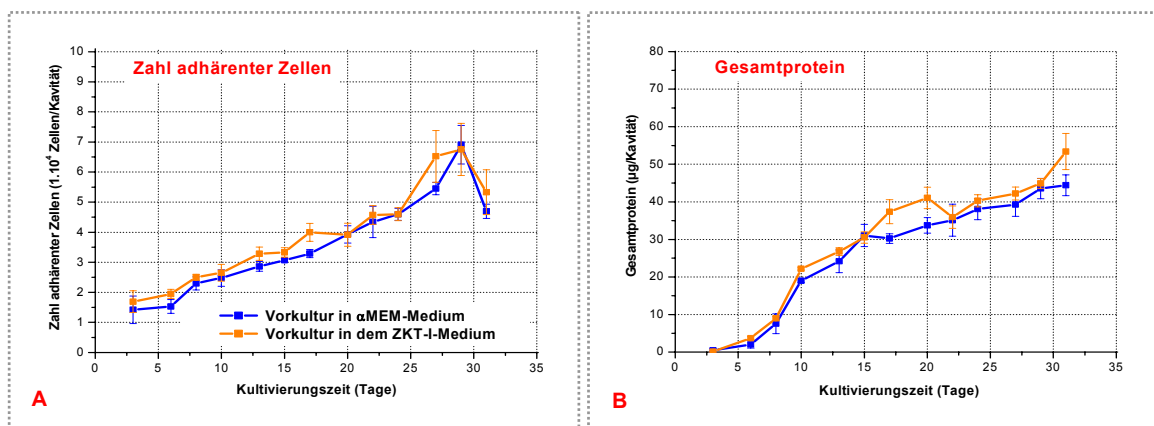 Zahl adhärenter Zellen
Zahl adhärenter Zellen (1.10⁴ Zellen/Kavität)
10
9
8
7
6
5
4
3
2
1
0
Vorkultur in αMEM-Medium
Vorkultur in dem ZKT-I-Medium
0 5 10 15 20 25 30 35
Kultivierungszeit (Tage)
A
Gesamtprotein
Gesamtprotein (µg/Kavität)
80
70
60
50
40
30
20
10
0
0 5 10 15 20 25 30 35
Kultivierungszeit (Tage)
B